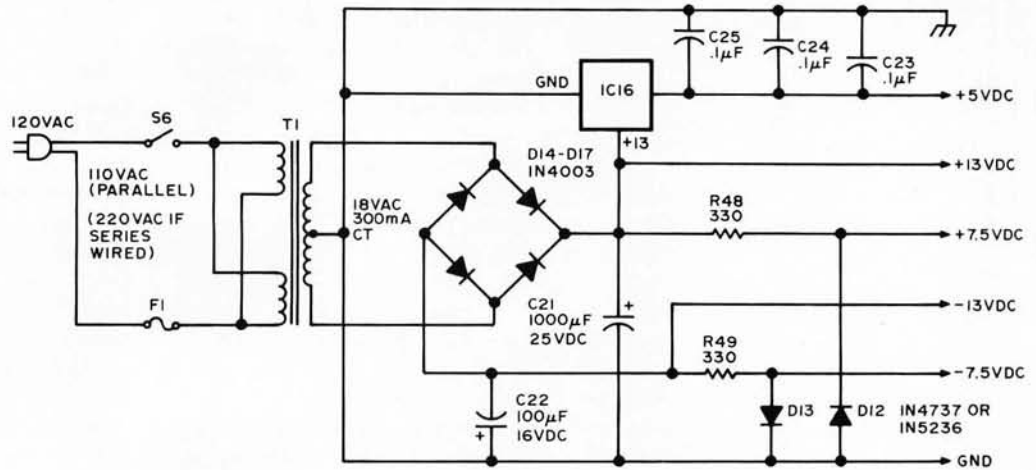 C25
.1µF
C24
.1µF
C23
.1µF
GND
IC16
+5VDC
120VAC
S6
T1
+13
D14-D17
1N4003
+13VDC
110VAC
(PARALLEL)
(220VAC IF
SERIES
WIRED)
18VAC
300mA
CT
R48
330
+7.5VDC
F1
C21
1000µF
25VDC
+
-13VDC
R49
330
-7.5VDC
C22
100µF
16VDC
+
D13
D12
1N4737 OR
1N5236
GND